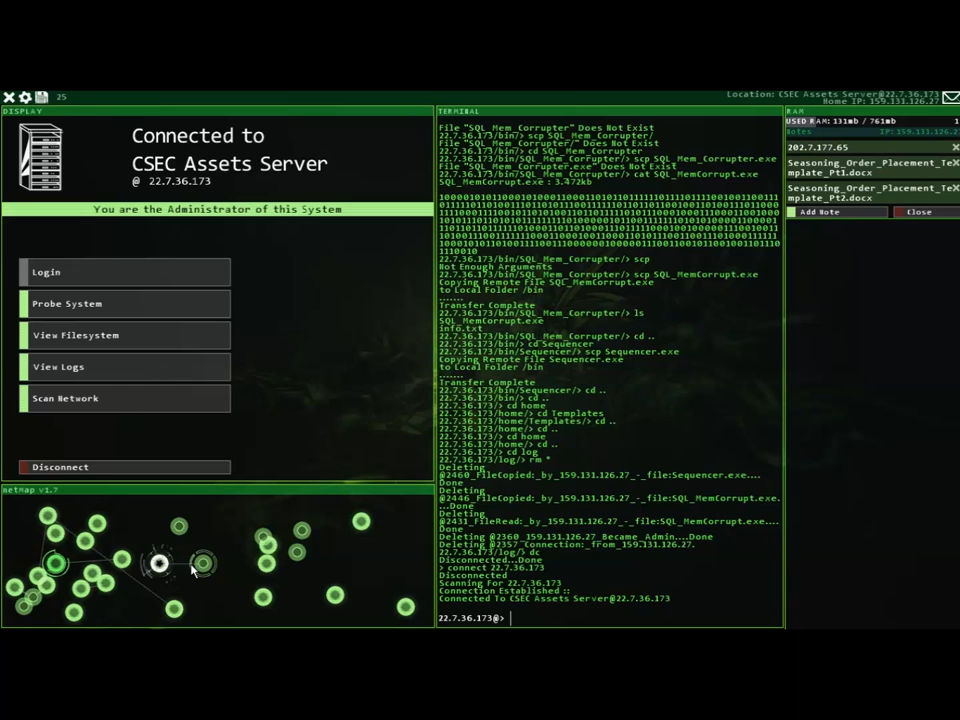 25
Location: CSEC Assets Server@22.7.36.173
Home IP: 159.131.126.27
DISPLAY
Connected to
CSEC Assets Server
@ 22.7.36.173
You are the Administrator of this System
Login
Probe System
View Filesystem
View Logs
Scan Network
Disconnect
netMap v1.7
TERMINAL
File "SQL_Mem_Corrupter" Does Not Exist
22.7.36.173/bin/> scp SQL_Mem_Corrupter/
File "SQL_Mem_Corrupter/" Does Not Exist
22.7.36.173/bin/> cd SQL_Mem_Corrupter
22.7.36.173/bin/SQL_Mem_Corrupter/> scp SQL_Mem_Corrupter.exe
File "SQL_Mem_Corrupter.exe" Does Not Exist
22.7.36.173/bin/SQL_Mem_Corrupter/> cat SQL_MemCorrupt.exe
SQL_MemCorrupt.exe : 3.472kb
22.7.36.173/bin/SQL_Mem_Corrupter/> scp
Not Enough Arguments
22.7.36.173/bin/SQL_Mem_Corrupter/> scp SQL_MemCorrupt.exe
Copying Remote File SQL_MemCorrupt.exe
to Local Folder /bin
.......
Transfer Complete
22.7.36.173/bin/SQL_Mem_Corrupter/> ls
SQL_MemCorrupt.exe
info.txt
22.7.36.173/bin/SQL_Mem_Corrupter/> cd ..
22.7.36.173/bin/> cd Sequencer
22.7.36.173/bin/Sequencer/> scp Sequencer.exe
Copying Remote File Sequencer.exe
to Local Folder /bin
.......
Transfer Complete
22.7.36.173/bin/Sequencer/> cd ..
22.7.36.173/bin/> cd ..
22.7.36.173/> cd home
22.7.36.173/home/> cd Templates
22.7.36.173/home/Templates/> cd ..
22.7.36.173/home/> cd ..
22.7.36.173/> cd home
22.7.36.173/home/> cd ..
22.7.36.173/> cd log
22.7.36.173/log/> rm *
Deleting
@2460_FileCopied:_by_159.131.126.27_-_file:Sequencer.exe....
Done
Deleting
@2446_FileCopied:_by_159.131.126.27_-_file:SQL_MemCorrupt.exe.
...Done
Deleting
@2431_FileRead:_by_159.131.126.27_-_file:SQL_MemCorrupt.exe....
Done
Deleting @2360_159.131.126.27_Became_Admin....Done
Deleting @2357_Connection:_from_159.131.126.27.
22.7.36.173/log/> dc
Disconnected...Done
> connect 22.7.36.173
Disconnected
Scanning For 22.7.36.173
Connection Established ::
Connected To CSEC Assets Server@22.7.36.173
22.7.36.173@>
RAM
USED RAM: 131mb / 761mb
Notes
IP: 159.131.126.2
202.7.177.65
Seasoning_Order_Placement_Te
mplate_Pt1.docx
Seasoning_Order_Placement_Te
mplate_Pt2.docx
Add Note
Close